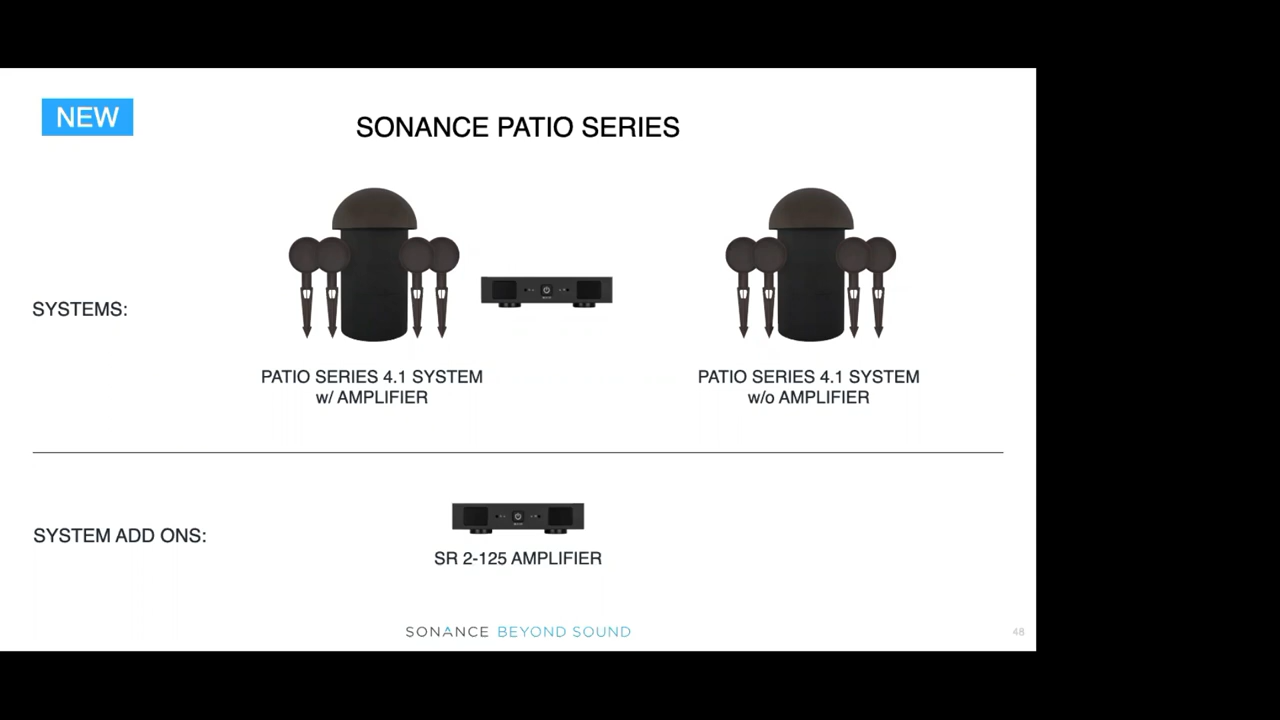 NEW
SONANCE PATIO SERIES
SYSTEMS:
PATIO SERIES 4.1 SYSTEM
w/ AMPLIFIER
PATIO SERIES 4.1 SYSTEM
w/o AMPLIFIER
SYSTEM ADD ONS:
SR 2-125 AMPLIFIER
SONANCE BEYOND SOUND
48